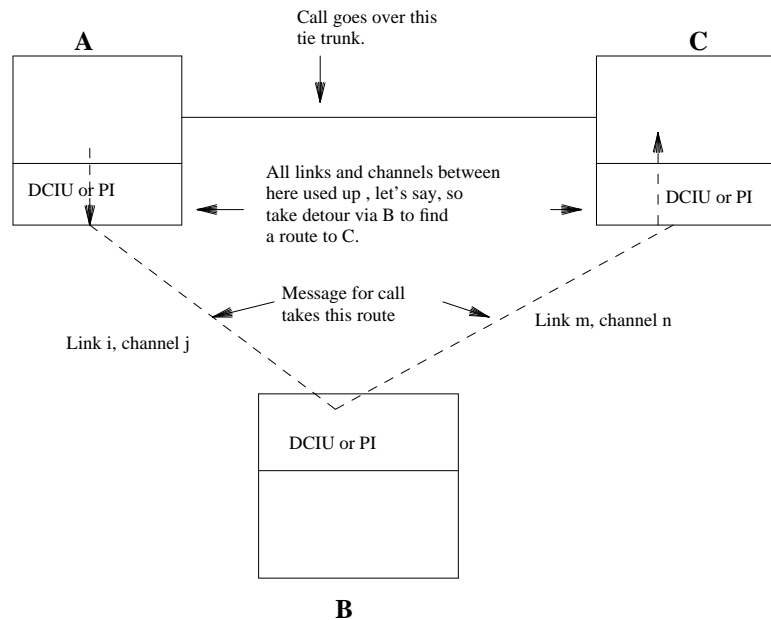 Call goes over this
tie trunk.
A
C
DCIU or PI
All links and channels between
here used up , let's say, so
take detour via B to find
a route to C.
DCIU or PI
Message for call
takes this route
Link i, channel j
Link m, channel n
DCIU or PI
B